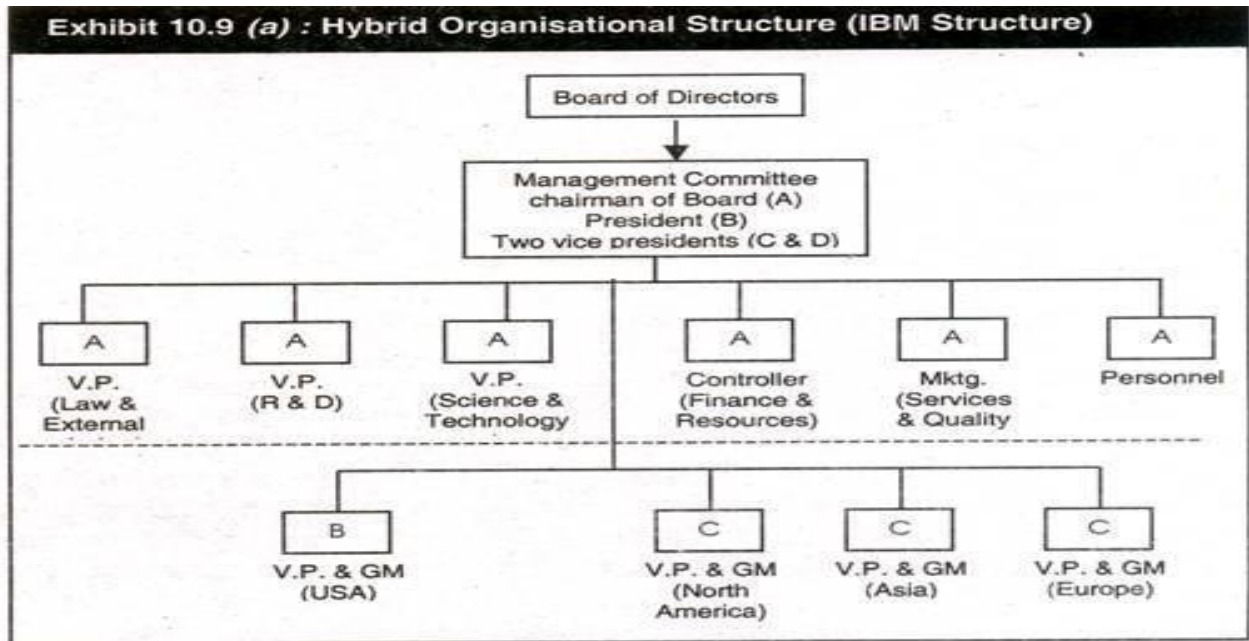 Exhibit 10.9 (a) : Hybrid Organisational Structure (IBM Structure)
Board of Directors
Management Committee
chairman of Board (A)
President (B)
Two vice presidents (C & D)
A
A
A
A
A
A
V.P.
(Law &
External
V.P.
(R & D)
V.P.
(Science &
Technology
Controller
(Finance &
Resources)
Mktg.
(Services
& Quality
Personnel
B
C
C
C
V.P. & GM
(USA)
V.P. & GM
(North
America)
V.P. & GM
(Asia)
V.P. & GM
(Europe)